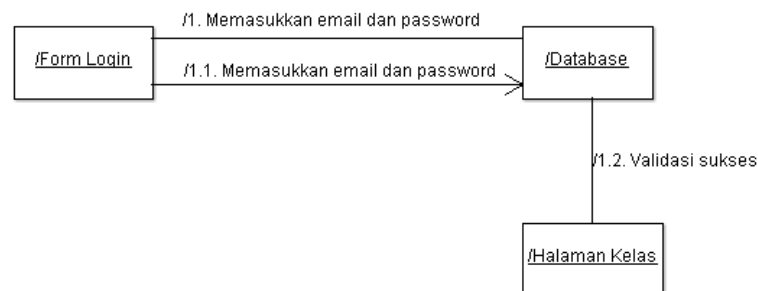 /1. Memasukkan email dan password
/Form Login
/Database
/1.1. Memasukkan email dan password
/1.2. Validasi sukses
/Halaman Kelas